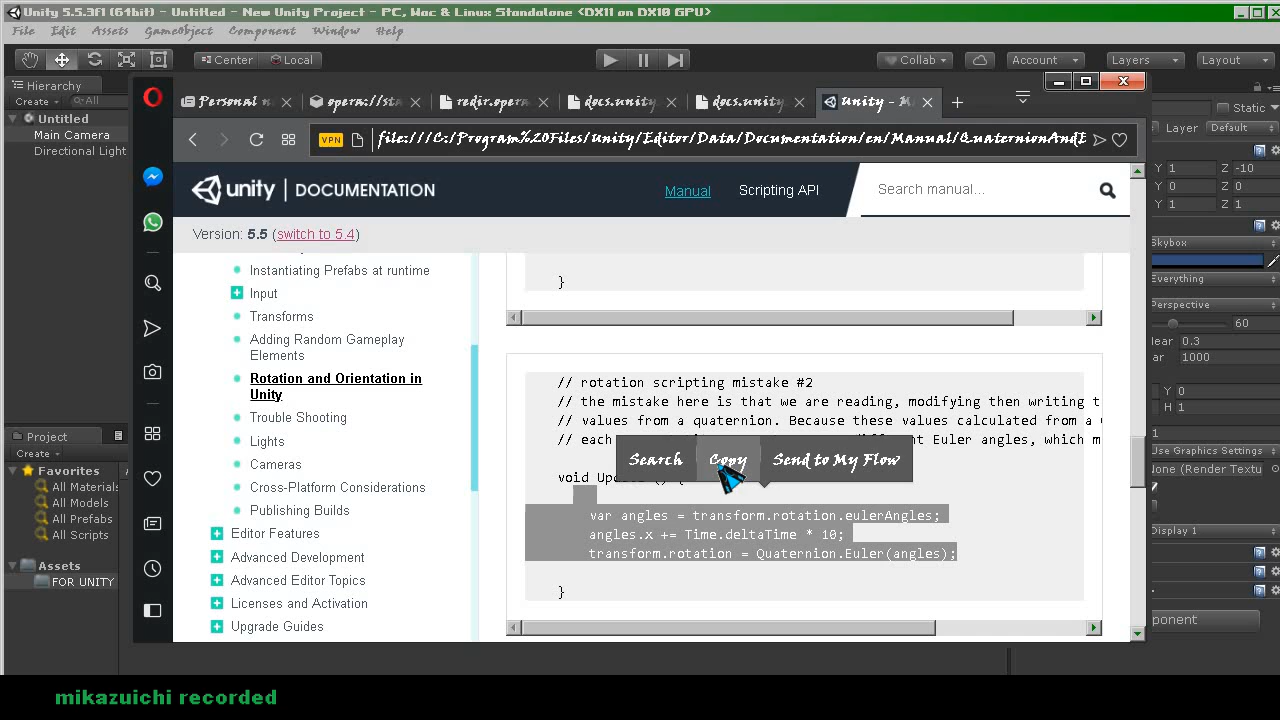 Unity 5.5.3f1 (64bit) - Untitled - New Unity Project - PC, Mac & Linux Standalone <DX11 on DX10 GPU>
File Edit Assets GameObject Component Window Help
Center Local Collab Account Layers Layout
Hierarchy
Create All
Untitled
Main Camera
Directional Light
Static
Layer Default
Y 1 Z -10
Y 0 Z 0
Y 1 Z 1
Skybox
Everything
Perspective
60
0.3
1000
Y 0
H 1
1
Use Graphics Settings
None (Render Textu
Display 1
ponent
Project
Create
Favorites
All Materials
All Models
All Prefabs
All Scripts
Assets
FOR UNITY
Personal n opera://sta redir.opera docs.unity docs.unity Unity - M
VPN file:///C:/Program%20Files/Unity/Editor/Data/Documentation/en/Manual/QuaternionAndE
unity | DOCUMENTATION Manual Scripting API Search manual...
Version: 5.5 (switch to 5.4)
Instantiating Prefabs at runtime
Input
Transforms
Adding Random Gameplay
Elements
Rotation and Orientation in
Unity
Trouble Shooting
Lights
Cameras
Cross-Platform Considerations
Publishing Builds
Editor Features
Advanced Development
Advanced Editor Topics
Licenses and Activation
Upgrade Guides
}
// rotation scripting mistake #2
// the mistake here is that we are reading, modifying then writing t
// values from a quaternion. Because these values calculated from a
// each Euler angles, which m
Search Copy Send to My Flow
void Update () {
var angles = transform.rotation.eulerAngles;
angles.x += Time.deltaTime * 10;
transform.rotation = Quaternion.Euler(angles);
}
mikazuichi recorded